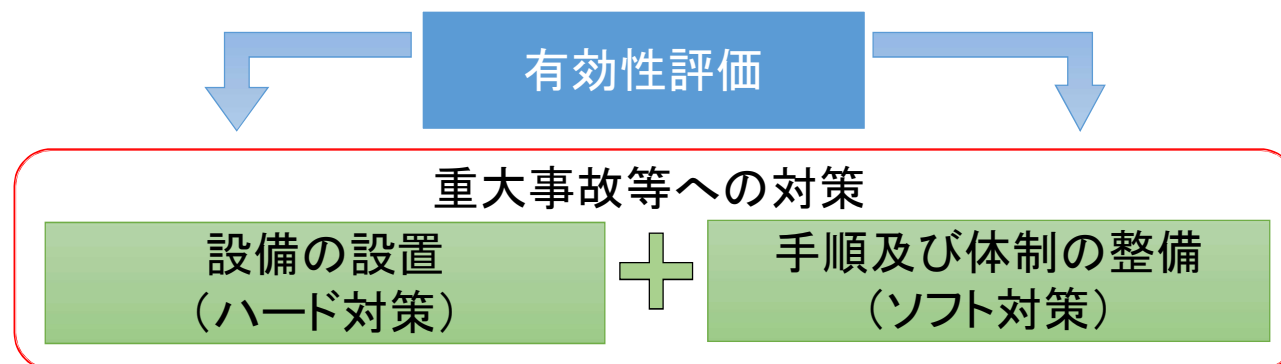 有効性評価
重大事故等への対策
設備の設置
（ハード対策）
手順及び体制の整備
（ソフト対策）